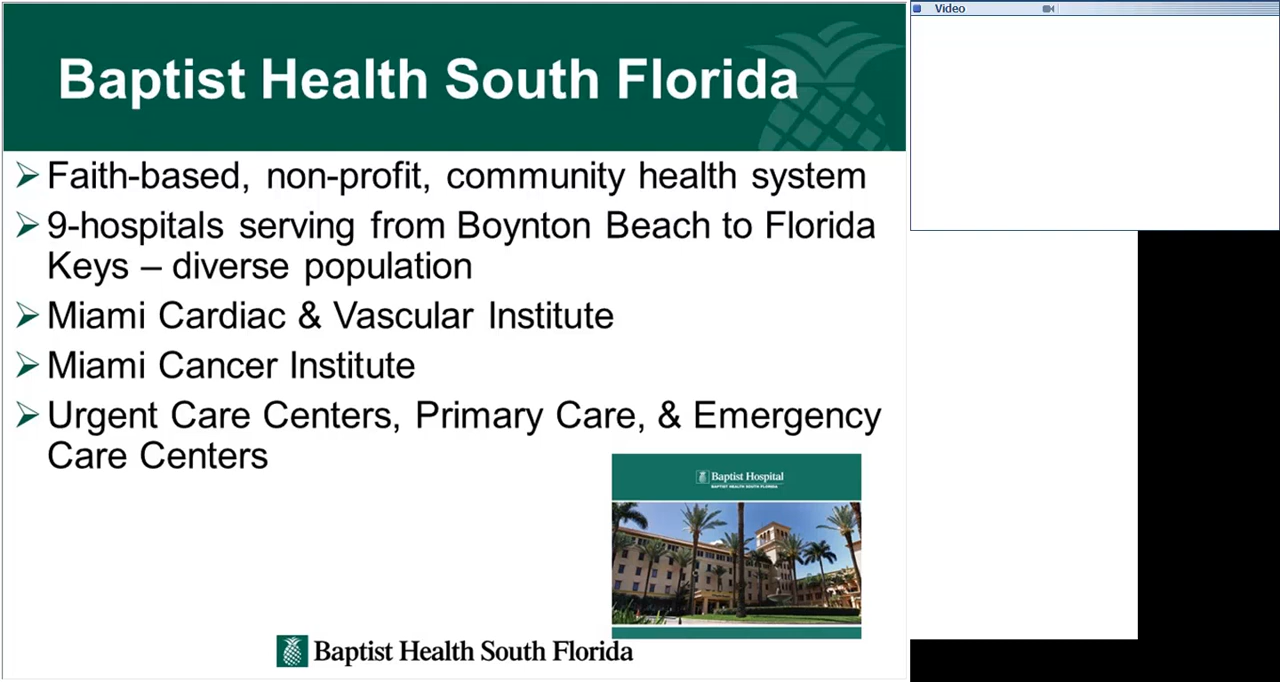 Baptist Health South Florida
Faith-based, non-profit, community health system
9-hospitals serving from Boynton Beach to Florida
Keys – diverse population
Miami Cardiac & Vascular Institute
Miami Cancer Institute
Urgent Care Centers, Primary Care, & Emergency
Care Centers
Baptist Hospital
BAPTIST HEALTH SOUTH FLORIDA
Baptist Health South Florida
Video